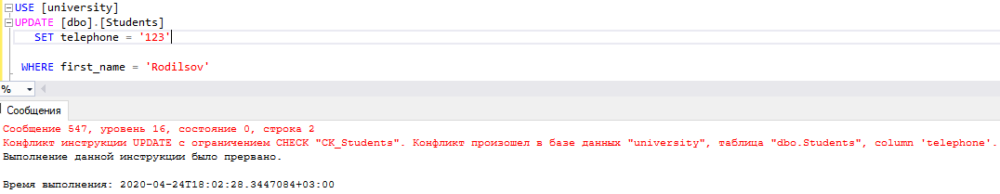 USE [university]
UPDATE [dbo].[Students]
SET telephone = '123'
WHERE first_name = 'Rodilsov'
%
Сообщения
Сообщение 547, уровень 16, состояние 0, строка 2
Конфликт инструкции UPDATE с ограничением CHECK "CK_Students". Конфликт произошел в базе данных "university", таблица "dbo.Students", column 'telephone'.
Выполнение данной инструкции было прервано.
Время выполнения: 2020-04-24T18:02:28.3447084+03:00